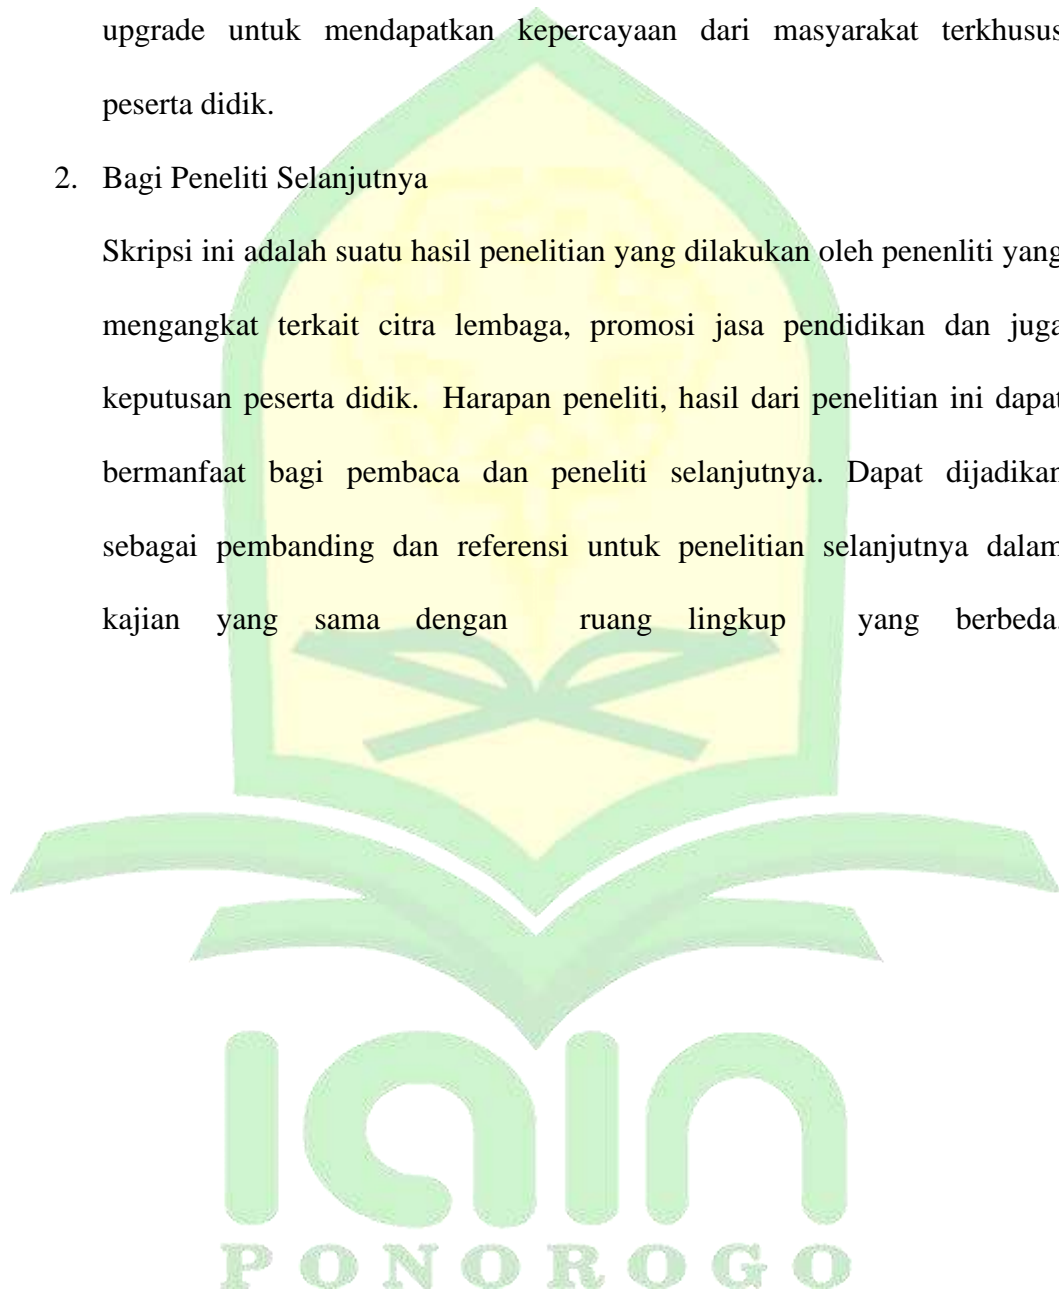 upgrade untuk mendapatkan kepercayaan dari masyarakat terkhusus
peserta didik.
2. Bagi Peneliti Selanjutnya
Skripsi ini adalah suatu hasil penelitian yang dilakukan oleh penenliti yang
mengangkat terkait citra lembaga, promosi jasa pendidikan dan juga
keputusan peserta didik. Harapan peneliti, hasil dari penelitian ini dapat
bermanfaat bagi pembaca dan peneliti selanjutnya. Dapat dijadikan
sebagai pembanding dan referensi untuk penelitian selanjutnya dalam
kajian yang sama dengan ruang lingkup yang berbeda.
iain
PONOROGO